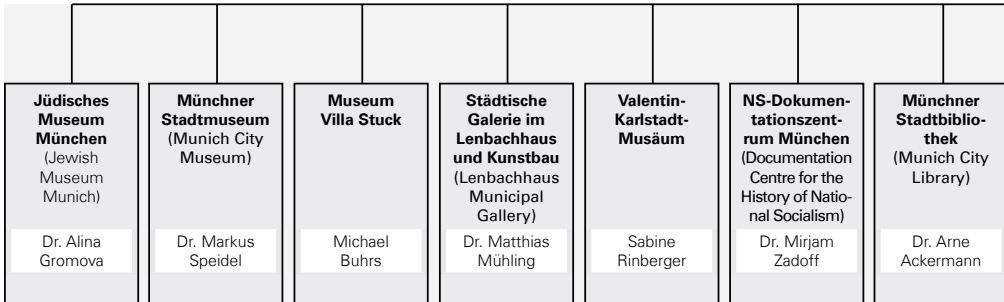 Jüdisches
Museum
München
(Jewish
Museum
Munich)
Dr. Alina
Gromova
Münchner
Stadtmuseum
(Munich City
Museum)
Dr. Markus
Speidel
Museum
Villa Stuck
Michael
Buhrs
Städtische
Galerie im
Lenbachhaus
und Kunstbau
(Lenbachhaus
Municipal
Gallery)
Dr. Matthias
Mühling
Valentin-
Karlstadt-
Musäum
Sabine
Rinberger
NS-Dokumen-
tationszent-
rum München
(Documentation
Centre for the
History of Natio-
nal Socialism)
Dr. Mirjam
Zadoff
Münchner
Stadtbiblio-
thek
(Munich City
Library)
Dr. Arne
Ackermann